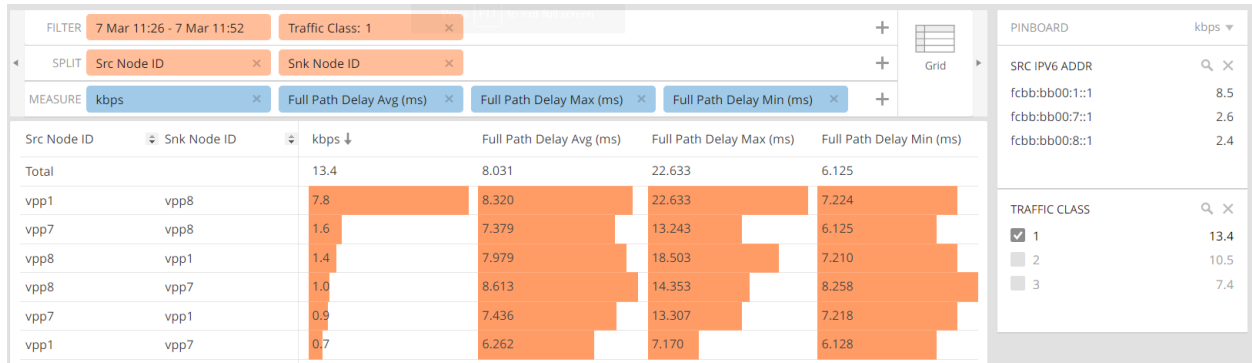 FILTER 7 Mar 11:26 - 7 Mar 11:52 Traffic Class: 1 × +
SPLIT Src Node ID × Snk Node ID × +
Grid
MEASURE kbps × Full Path Delay Avg (ms) × Full Path Delay Max (ms) × Full Path Delay Min (ms) × +
Src Node ID Snk Node ID kbps ↓ Full Path Delay Avg (ms) Full Path Delay Max (ms) Full Path Delay Min (ms)
Total 13.4 8.031 22.633 6.125
vpp1 vpp8 7.8 8.320 22.633 7.224
vpp7 vpp8 1.6 7.379 13.243 6.125
vpp8 vpp1 1.4 7.979 18.503 7.210
vpp8 vpp7 1.0 8.613 14.353 8.258
vpp7 vpp1 0.9 7.436 13.307 7.218
vpp1 vpp7 0.7 6.262 7.170 6.128
PINBOARD kbps
SRC IPV6 ADDR ×
fcbb:bb00:1::1 8.5
fcbb:bb00:7::1 2.6
fcbb:bb00:8::1 2.4
TRAFFIC CLASS ×
1 13.4
2 10.5
3 7.4